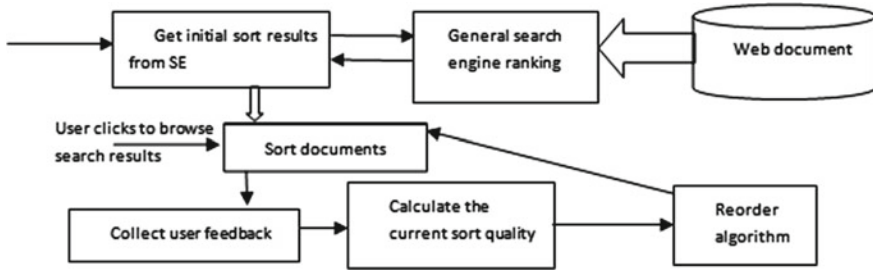 Get initial sort results
from SE
General search
engine ranking
Web document
User clicks to browse
search results
Sort documents
Collect user feedback
Calculate the
current sort quality
Reorder
algorithm